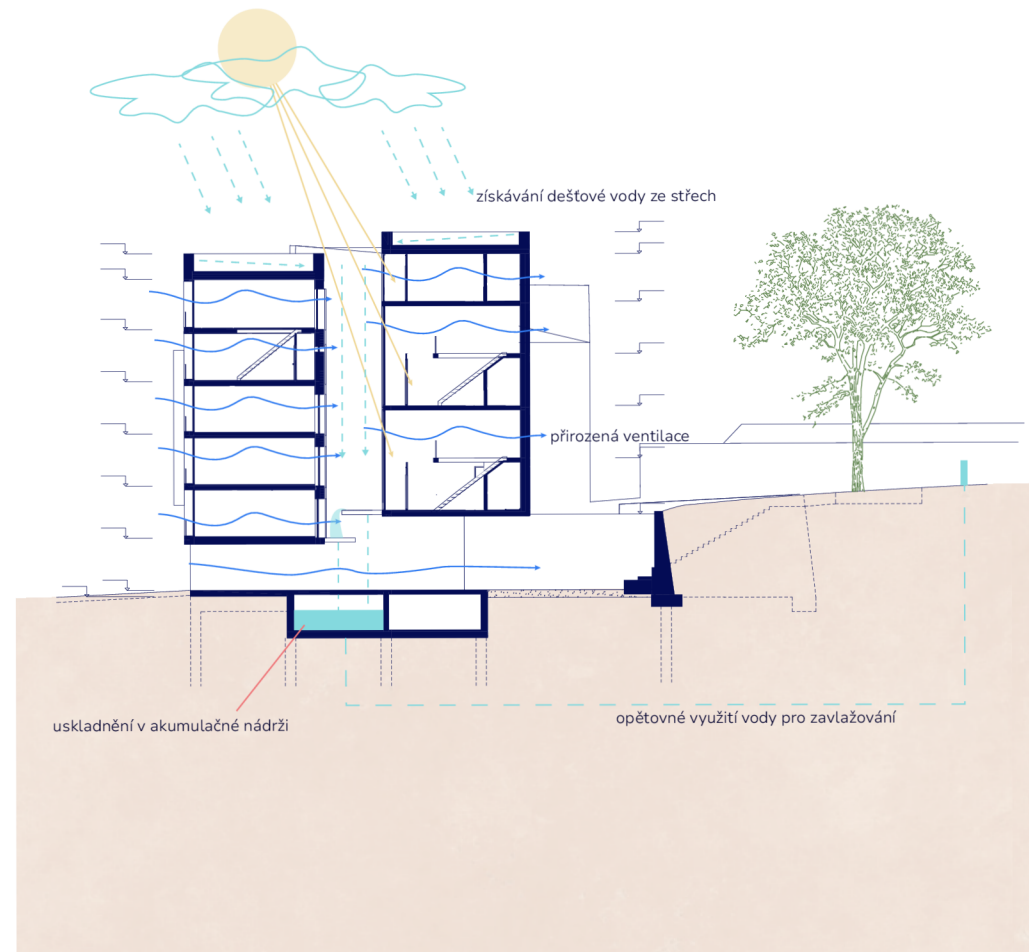 získávání dešťové vody ze střech
přirozená ventilace
uskladnění v akumulačné nádrži
opětovné využití vody pro zavlažování